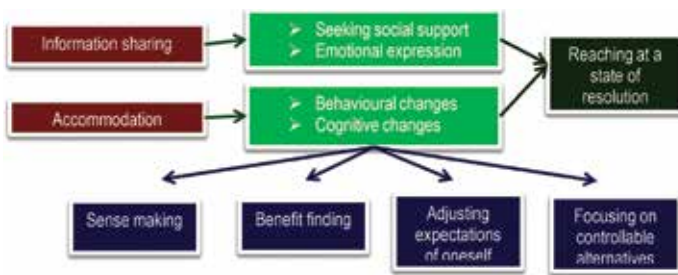 Information sharing
Seeking social support
Emotional expression
Reaching at a
state of
resolution
Accommodation
Behavioural changes
Cognitive changes
Sense making
Benefit finding
Adjusting
expectations
of oneself
Focusing on
controllable
alternatives